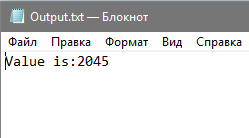 Output.txt — Блокнот
Файл Правка Формат Вид Справка
Value is:2045